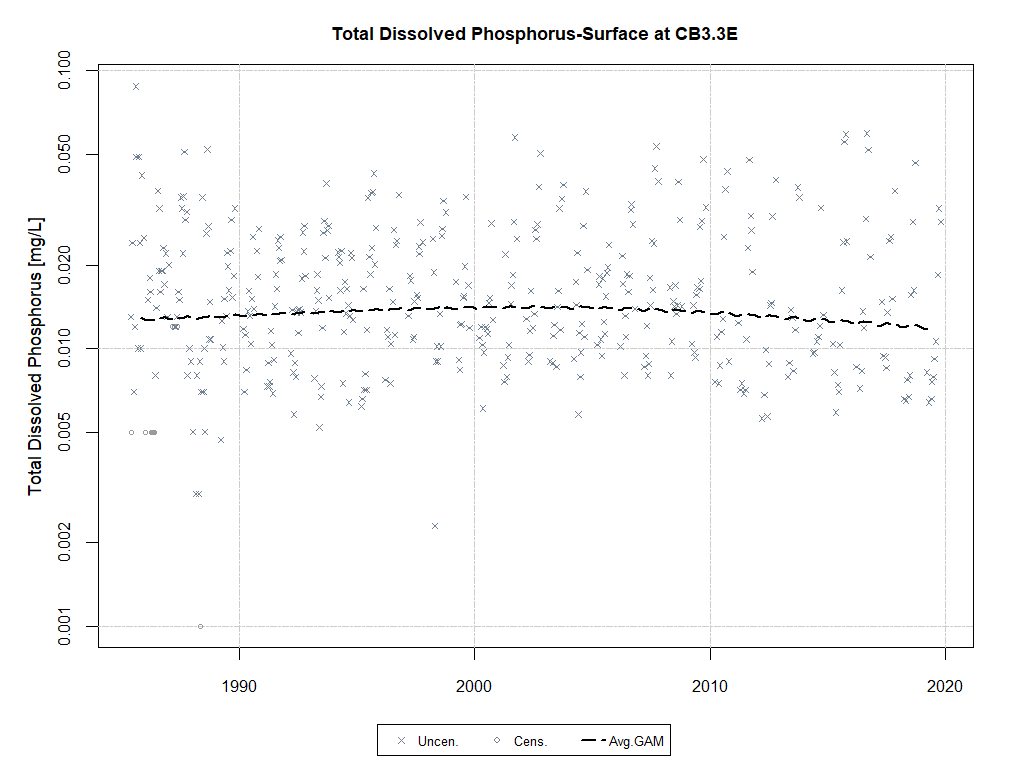 Total Dissolved Phosphorus-Surface at CB3.3E
Total Dissolved Phosphorus [mg/L]
0.100
0.050
0.020
0.010
0.005
0.002
0.001
1990 2000 2010 2020
Uncen. Cens. Avg.GAM